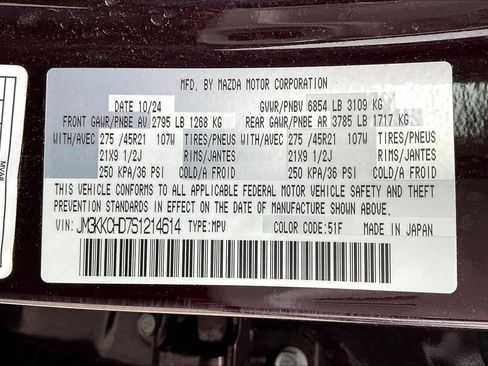 MFD. BY MAZDA MOTOR CORPORATION
DATE 10/24 GVWR/PNBV 6854 LB 3109 KG
FRONT GAWR/PNBE AV 2795 LB 1268 KG REAR GAWR/PNBE AR 3785 LB 1717 KG
WITH/AVEC 275 /45R21 107W TIRES/PNEUS WITH/AVEC 275 /45R21 107W TIRES/PNEUS
21X9 1/2J RIMS/JANTES 21X9 1/2J RIMS/JANTES
250 KPA/36 PSI COLD/A FROID 250 KPA/36 PSI COLD/A FROID
THIS VEHICLE CONFORMS TO ALL APPLICABLE FEDERAL MOTOR VEHICLE SAFETY AND THEFT
PREVENTION STANDARDS IN EFFECT ON THE DATE OF MANUFACTURE SHOWN ABOVE.
VIN: JM3KKCHD7S1214614 TYPE:MPV COLOR CODE:51F MADE IN JAPAN